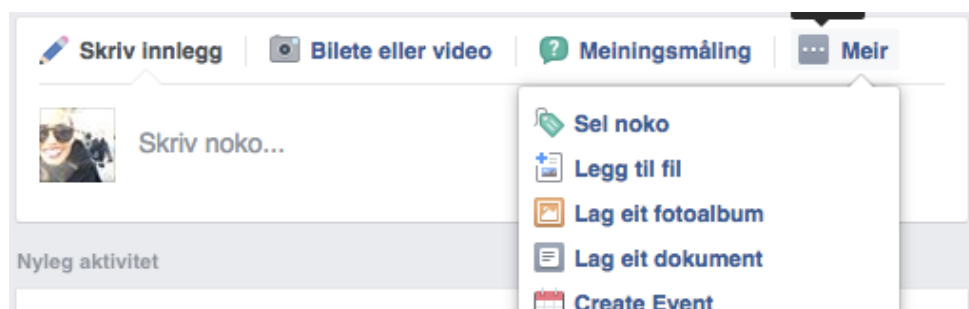 Skriv innlegg Bilete eller video Meiningsmåling Meir
Skriv noko...
Sel noko
Legg til fil
Lag eit fotoalbum
Lag eit dokument
Create Event
Nyleg aktivitet